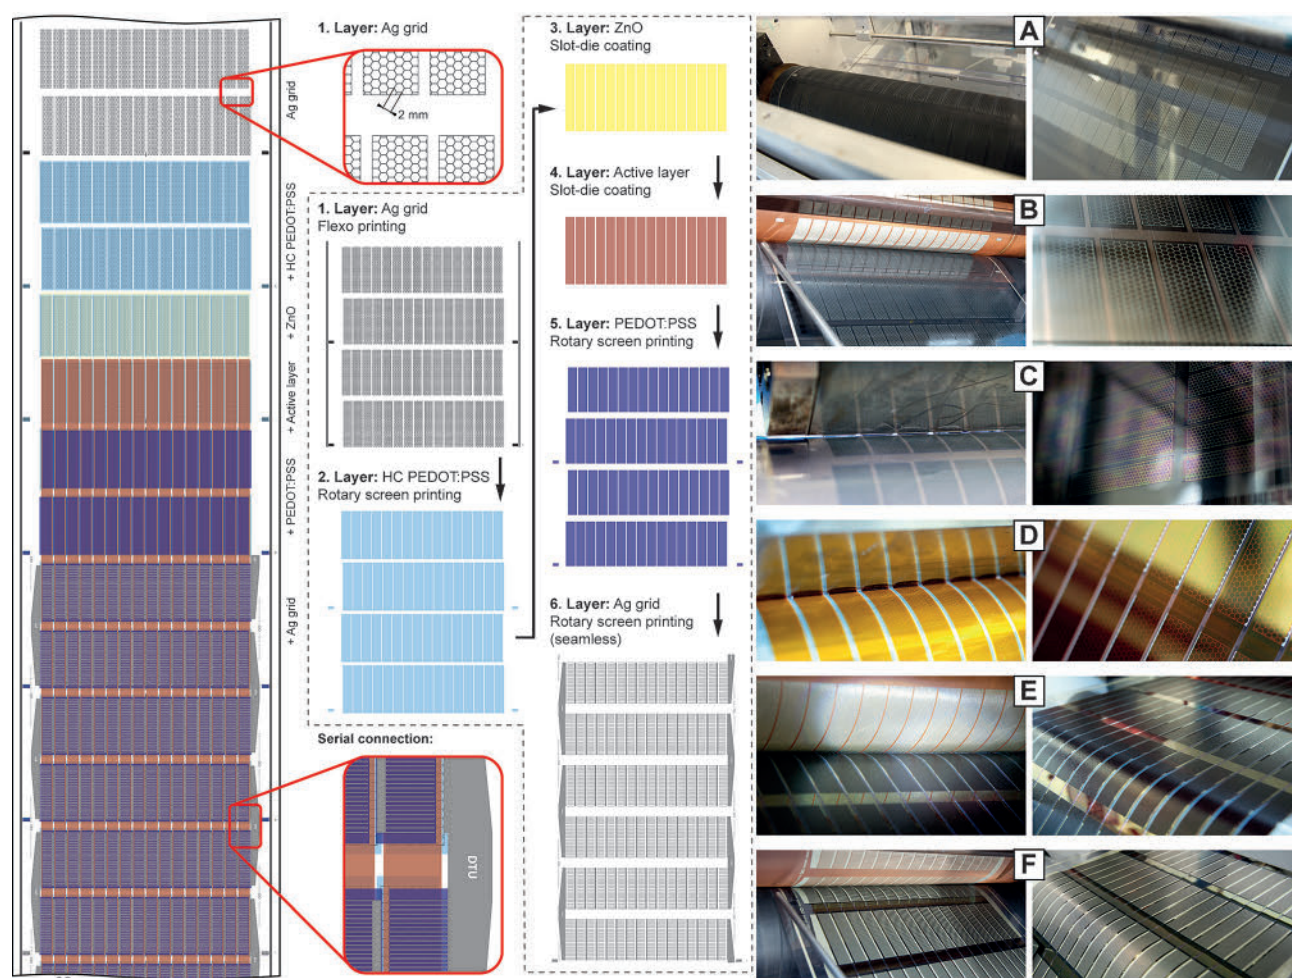 Ag grid
+ HC PEDOT:PSS
+ ZnO
+ Active layer
+ PEDOT:PSS
+ Ag grid
1. Layer: Ag grid
2 mm
1. Layer: Ag grid
Flexo printing
2. Layer: HC PEDOT:PSS
Rotary screen printing
Serial connection:
DTU
3. Layer: ZnO
Slot-die coating
4. Layer: Active layer
Slot-die coating
5. Layer: PEDOT:PSS
Rotary screen printing
6. Layer: Ag grid
Rotary screen printing
(seamless)
A
B
C
D
E
F